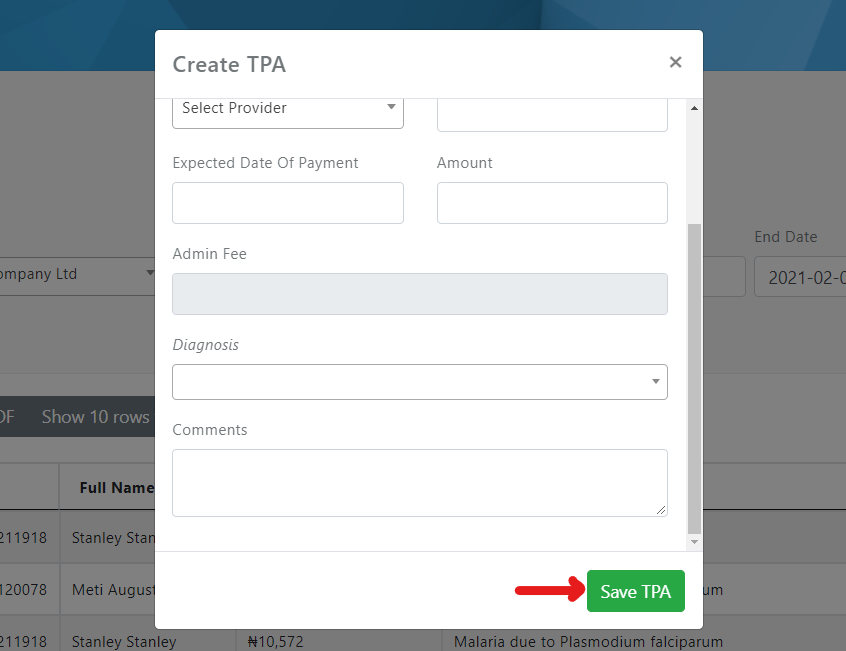 Create TPA
×
Select Provider
Expected Date Of Payment
Amount
End Date
ompany Ltd
2021-02-0
Admin Fee
Diagnosis
Show 10 rows
Comments
Full Name
211918 Stanley Stan
120078 Meti August
Save TPA
um
211918 Stanley Stanley ₦10,572 Malaria due to Plasmodium falciparum